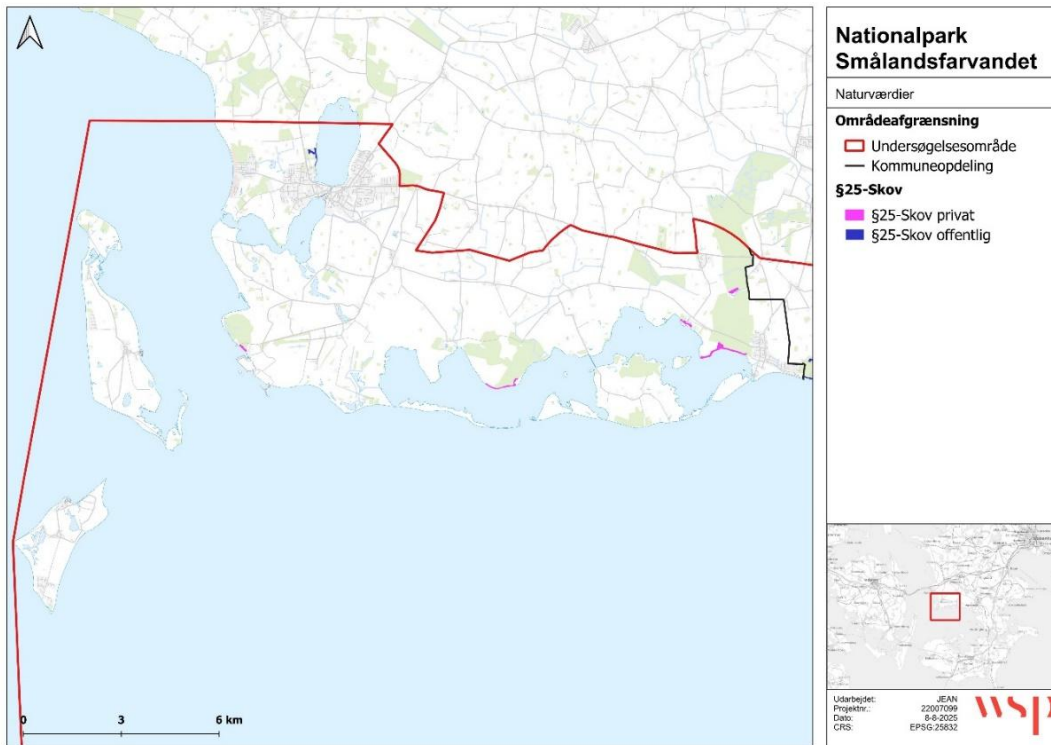 Nationalpark
Smålandsfarvandet
Naturværdier
Områdeafgrænsning
Undersøgelsesområde
Kommuneopdeling
§25-Skov
§25-Skov privat
§25-Skov offentlig
0 3 6 km
Udarbejdet: JEAN
Projektnr.: 22007099
Dato: 8-8-2025
CRS: EPSG:25832
wsp